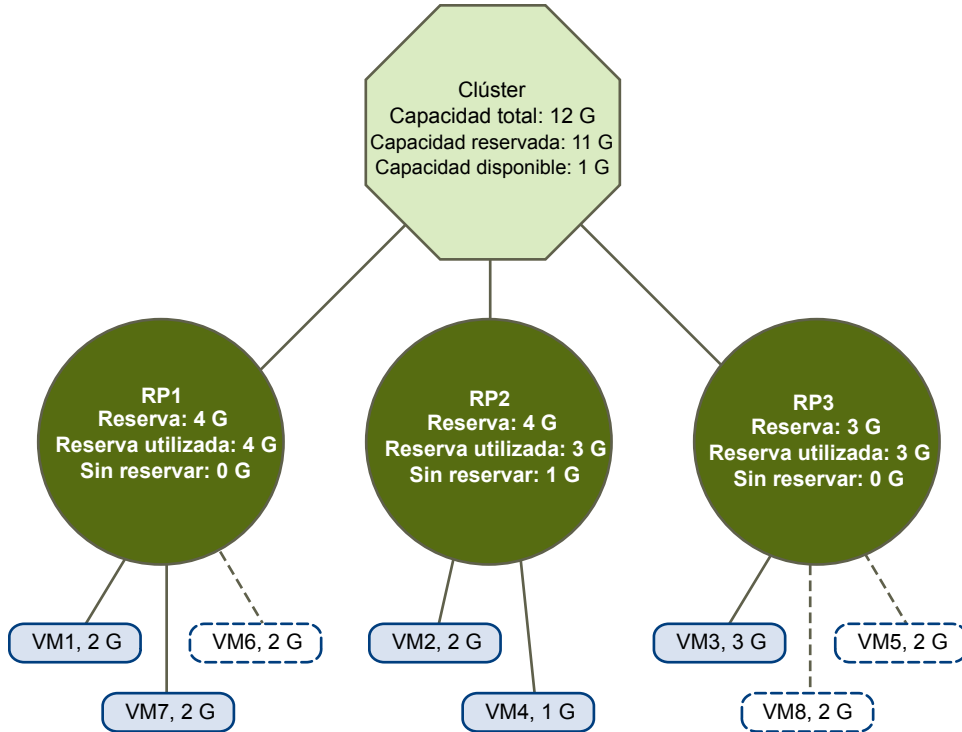 Clúster
Capacidad total: 12 G
Capacidad reservada: 11 G
Capacidad disponible: 1 G
RP1
Reserva: 4 G
Reserva utilizada: 4 G
Sin reservar: 0 G
RP2
Reserva: 4 G
Reserva utilizada: 3 G
Sin reservar: 1 G
RP3
Reserva: 3 G
Reserva utilizada: 3 G
Sin reservar: 0 G
VM1, 2 G
VM6, 2 G
VM2, 2 G
VM3, 3 G
VM5, 2 G
VM7, 2 G
VM4, 1 G
VM8, 2 G